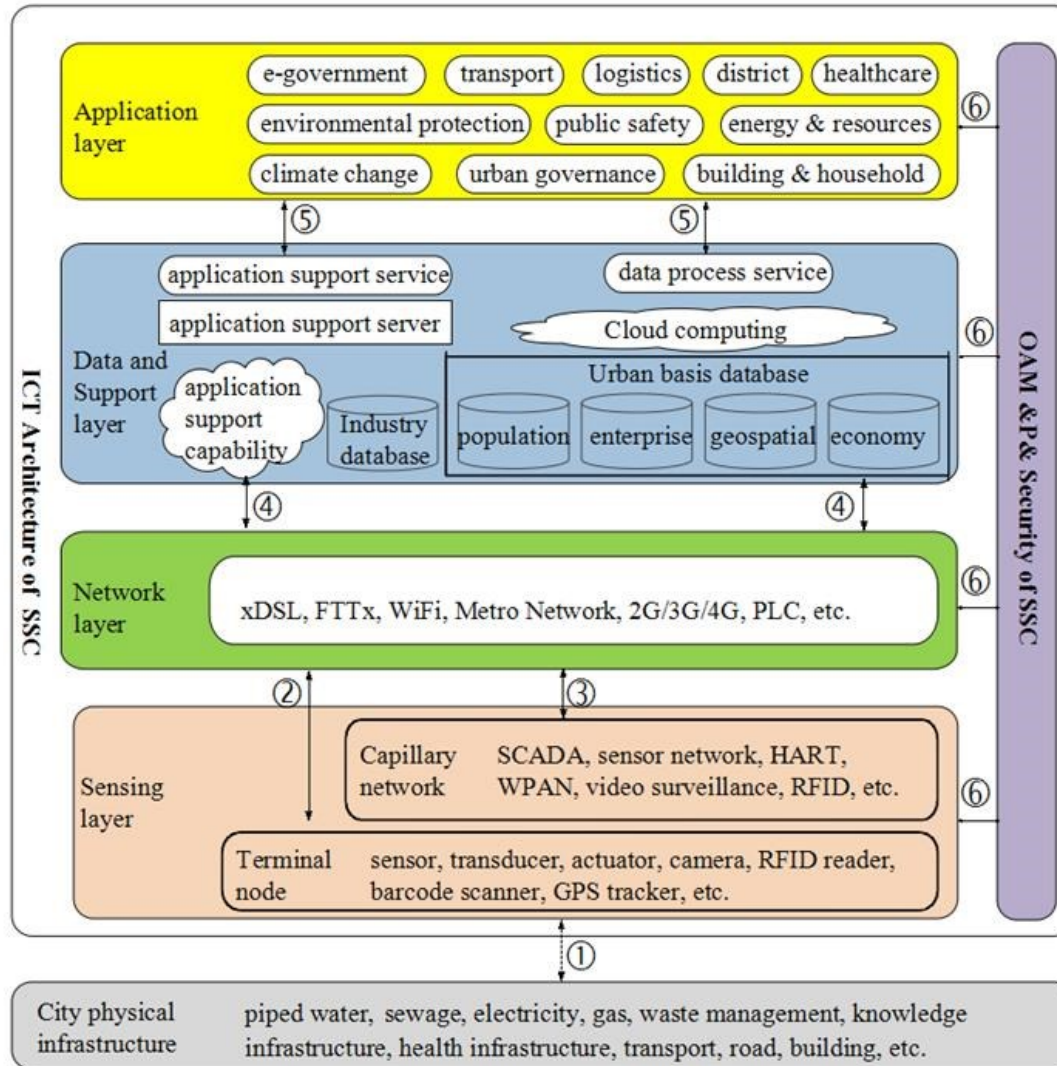 ICT Architecture of SSC
Application
layer
e-government
transport
logistics
district
healthcare
environmental protection
public safety
energy & resources
climate change
urban governance
building & household
⑥
⑤
⑤
Data and
Support
layer
application support service
data process service
application support server
Cloud computing
application
support
capability
Industry
database
Urban basis database
population
enterprise
geospatial
economy
⑥
④
④
Network
layer
xDSL, FTTx, WiFi, Metro Network, 2G/3G/4G, PLC, etc.
⑥
②
③
Sensing
layer
Capillary
network
SCADA, sensor network, HART,
WPAN, video surveillance, RFID, etc.
Terminal
node
sensor, transducer, actuator, camera, RFID reader,
barcode scanner, GPS tracker, etc.
⑥
OAM &P& Security of SSC
①
City physical
infrastructure
piped water, sewage, electricity, gas, waste management, knowledge
infrastructure, health infrastructure, transport, road, building, etc.